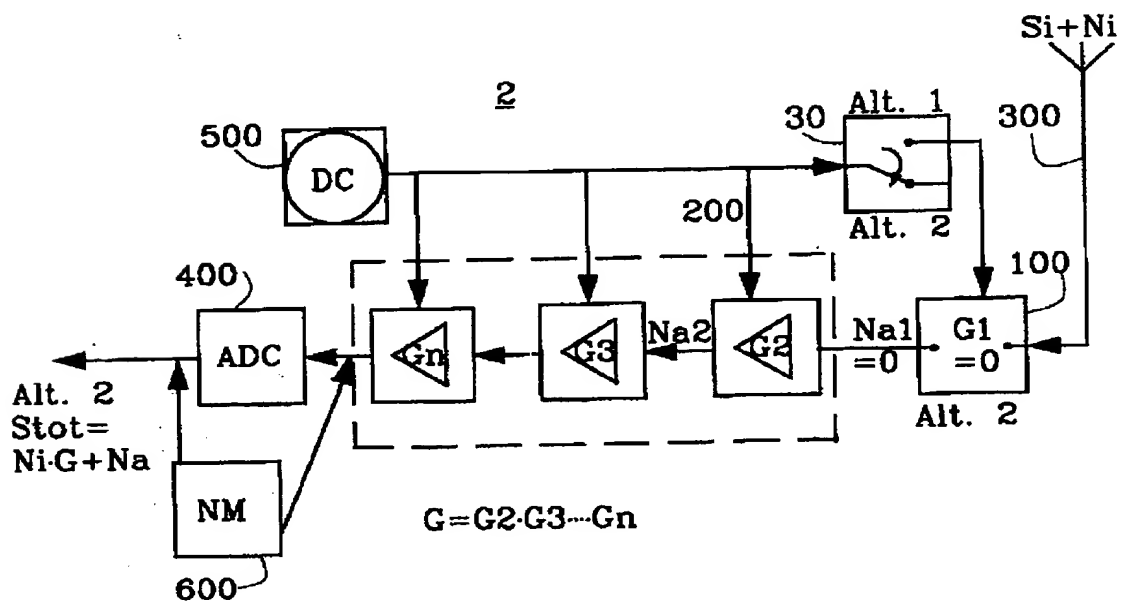 Si+Ni
2
Alt. 1
30
300
500
DC
200
Alt. 2
400
100
ADC
Gn
G3
Na2
G2
Na1
=0
G1
=0
Alt. 2
Alt. 2
Stot=
Ni·G+Na
NM
G=G2·G3····Gn
600